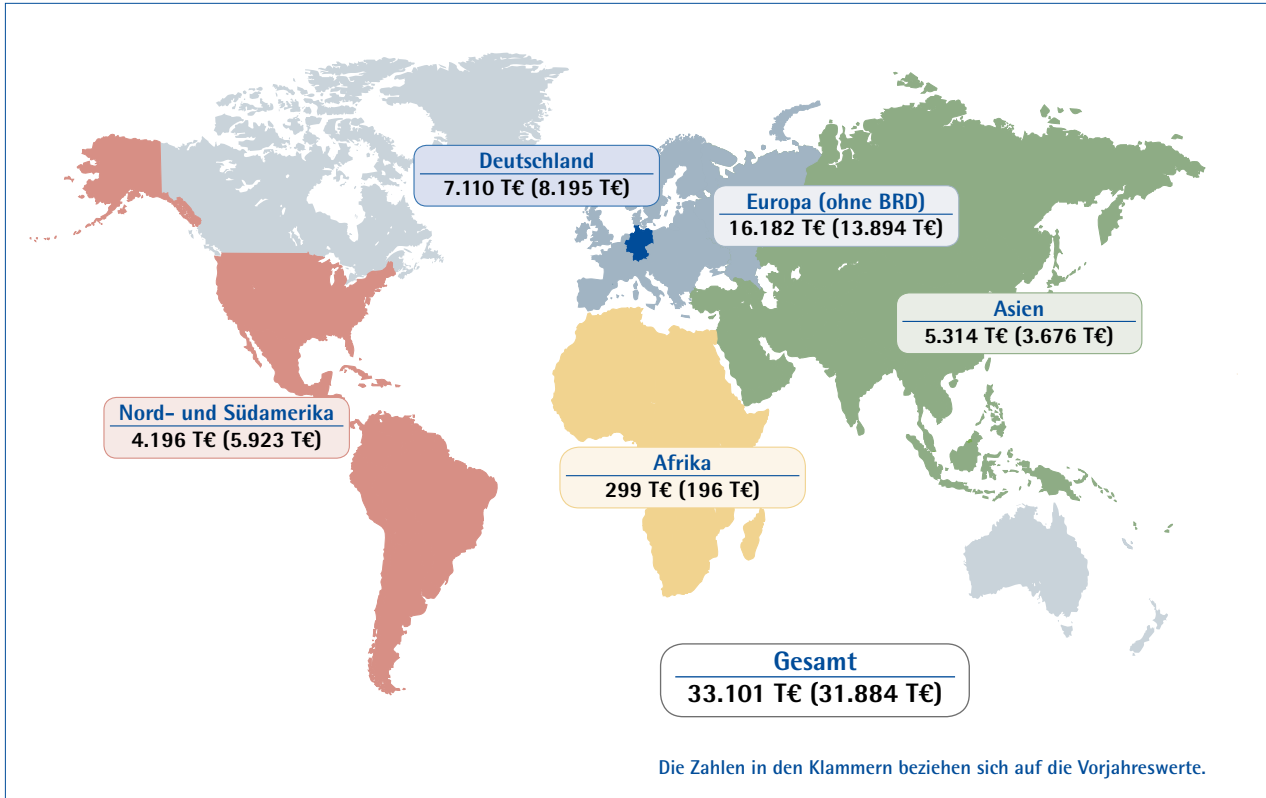 Deutschland
7.110 T€ (8.195 T€)
Europa (ohne BRD)
16.182 T€ (13.894 T€)
Asien
5.314 T€ (3.676 T€)
Nord- und Südamerika
4.196 T€ (5.923 T€)
Afrika
299 T€ (196 T€)
Gesamt
33.101 T€ (31.884 T€)
Die Zahlen in den Klammern beziehen sich auf die Vorjahreswerte.